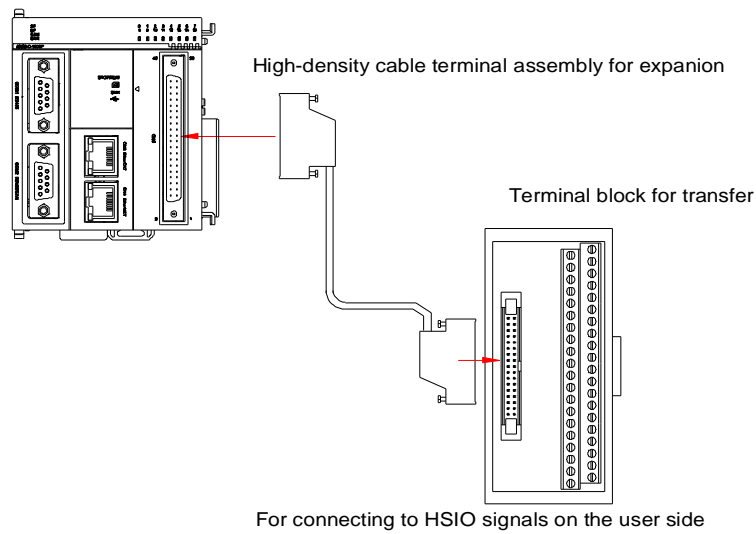 High-density cable terminal assembly for expanion
Terminal block for transfer
For connecting to HSIO signals on the user side